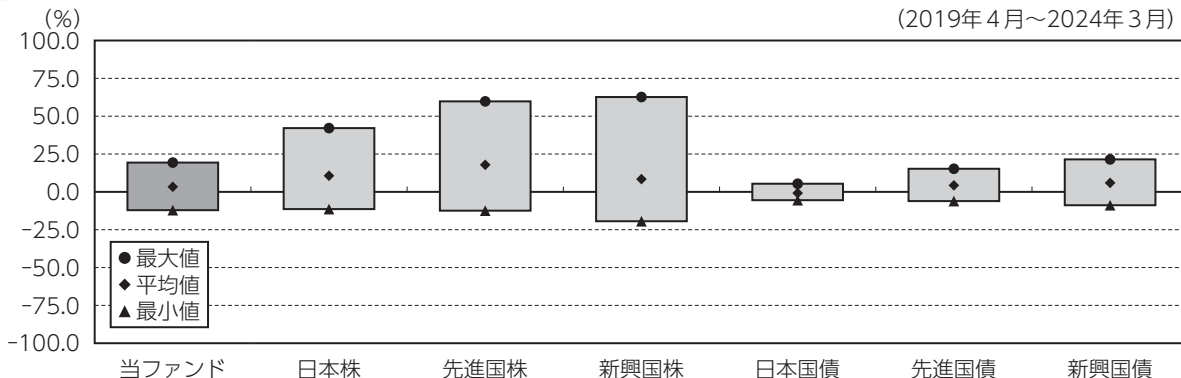 (%)
(2019年4月～2024年3月)
100.0
75.0
50.0
25.0
0.0
-25.0
-50.0
-75.0
-100.0
●最大値
◆平均値
▲最小値
当ファンド 日本株 先進国株 新興国株 日本国債 先進国債 新興国債